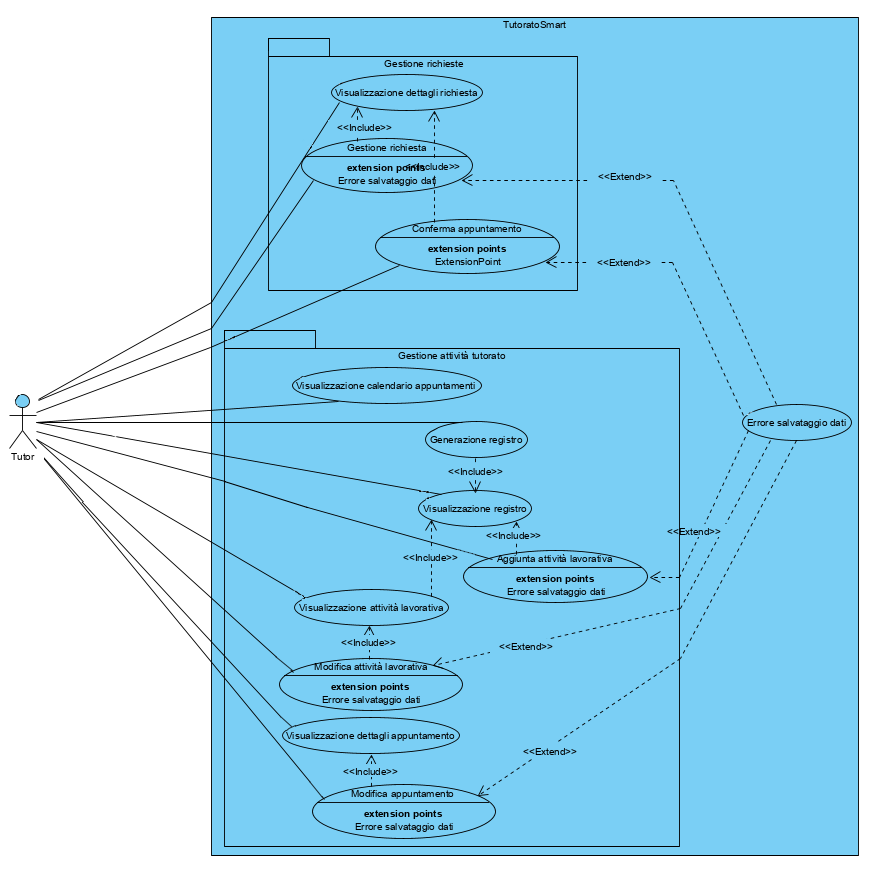 TutoratoSmart
Gestione richieste
Visualizzazione dettagli richiesta
<<Include>>
Gestione richiesta
extension points
<<Include>>
Errore salvataggio dati
<<Extend>>
Conferma appuntamento
extension points
ExtensionPoint
<<Extend>>
Gestione attività tutorato
Visualizzazione calendario appuntamenti
Errore salvataggio dati
Generazione registro
Tutor
<<Include>>
Visualizzazione registro
<<Extend>>
<<Include>>
<<Include>>
Aggiunta attività lavorativa
extension points
Errore salvataggio dati
Visualizzazione attività lavorativa
<<Include>>
<<Extend>>
Modifica attività lavorativa
extension points
Errore salvataggio dati
Visualizzazione dettagli appuntamento
<<Extend>>
<<Include>>
Modifica appuntamento
extension points
Errore salvataggio dati